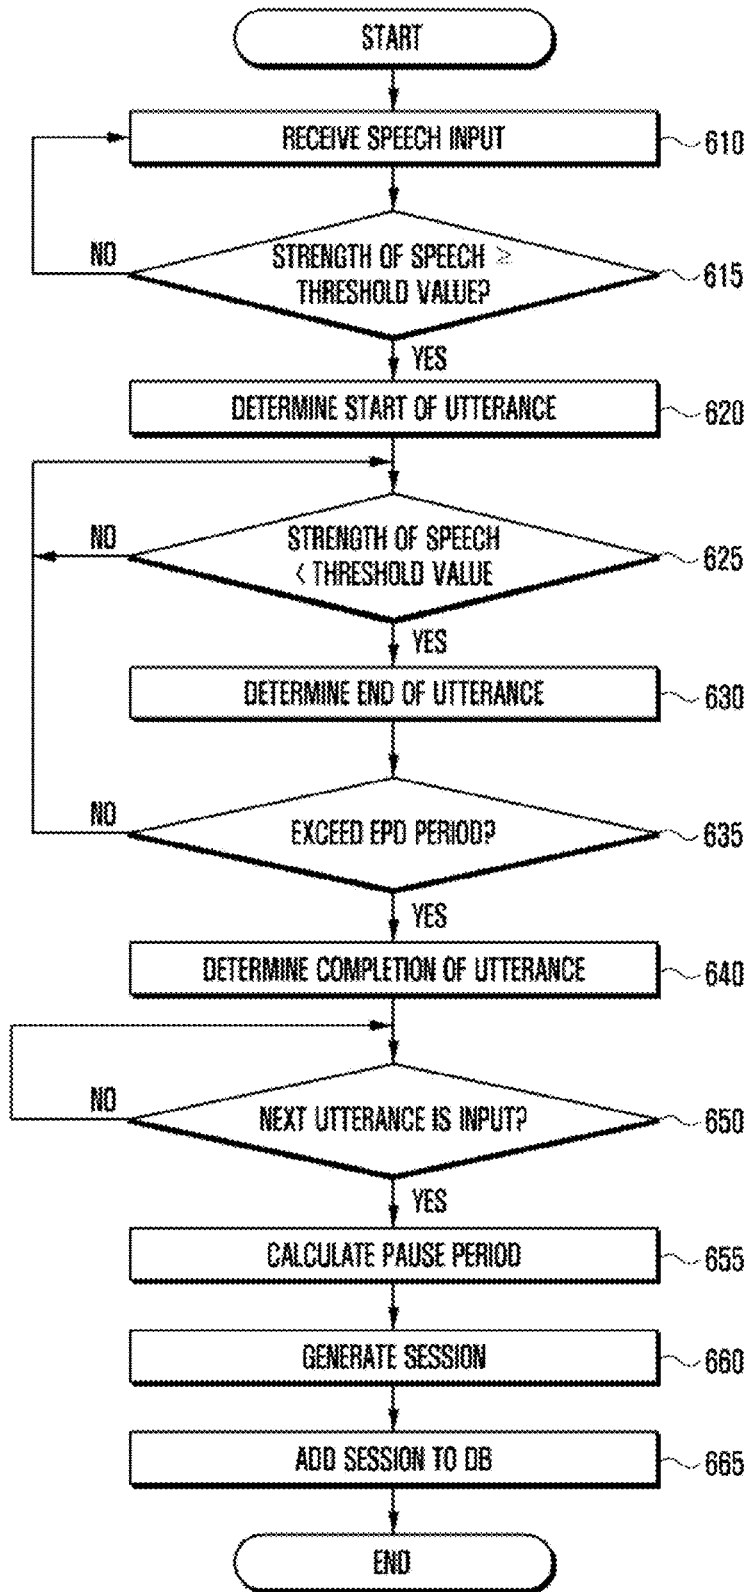 START
RECEIVE SPEECH INPUT
610
NO
STRENGTH OF SPEECH ≥
THRESHOLD VALUE?
615
YES
DETERMINE START OF UTTERANCE
620
NO
STRENGTH OF SPEECH
< THRESHOLD VALUE
625
YES
DETERMINE END OF UTTERANCE
630
NO
EXCEED EPD PERIOD?
635
YES
DETERMINE COMPLETION OF UTTERANCE
640
NO
NEXT UTTERANCE IS INPUT?
650
YES
CALCULATE PAUSE PERIOD
655
GENERATE SESSION
660
ADD SESSION TO DB
665
END